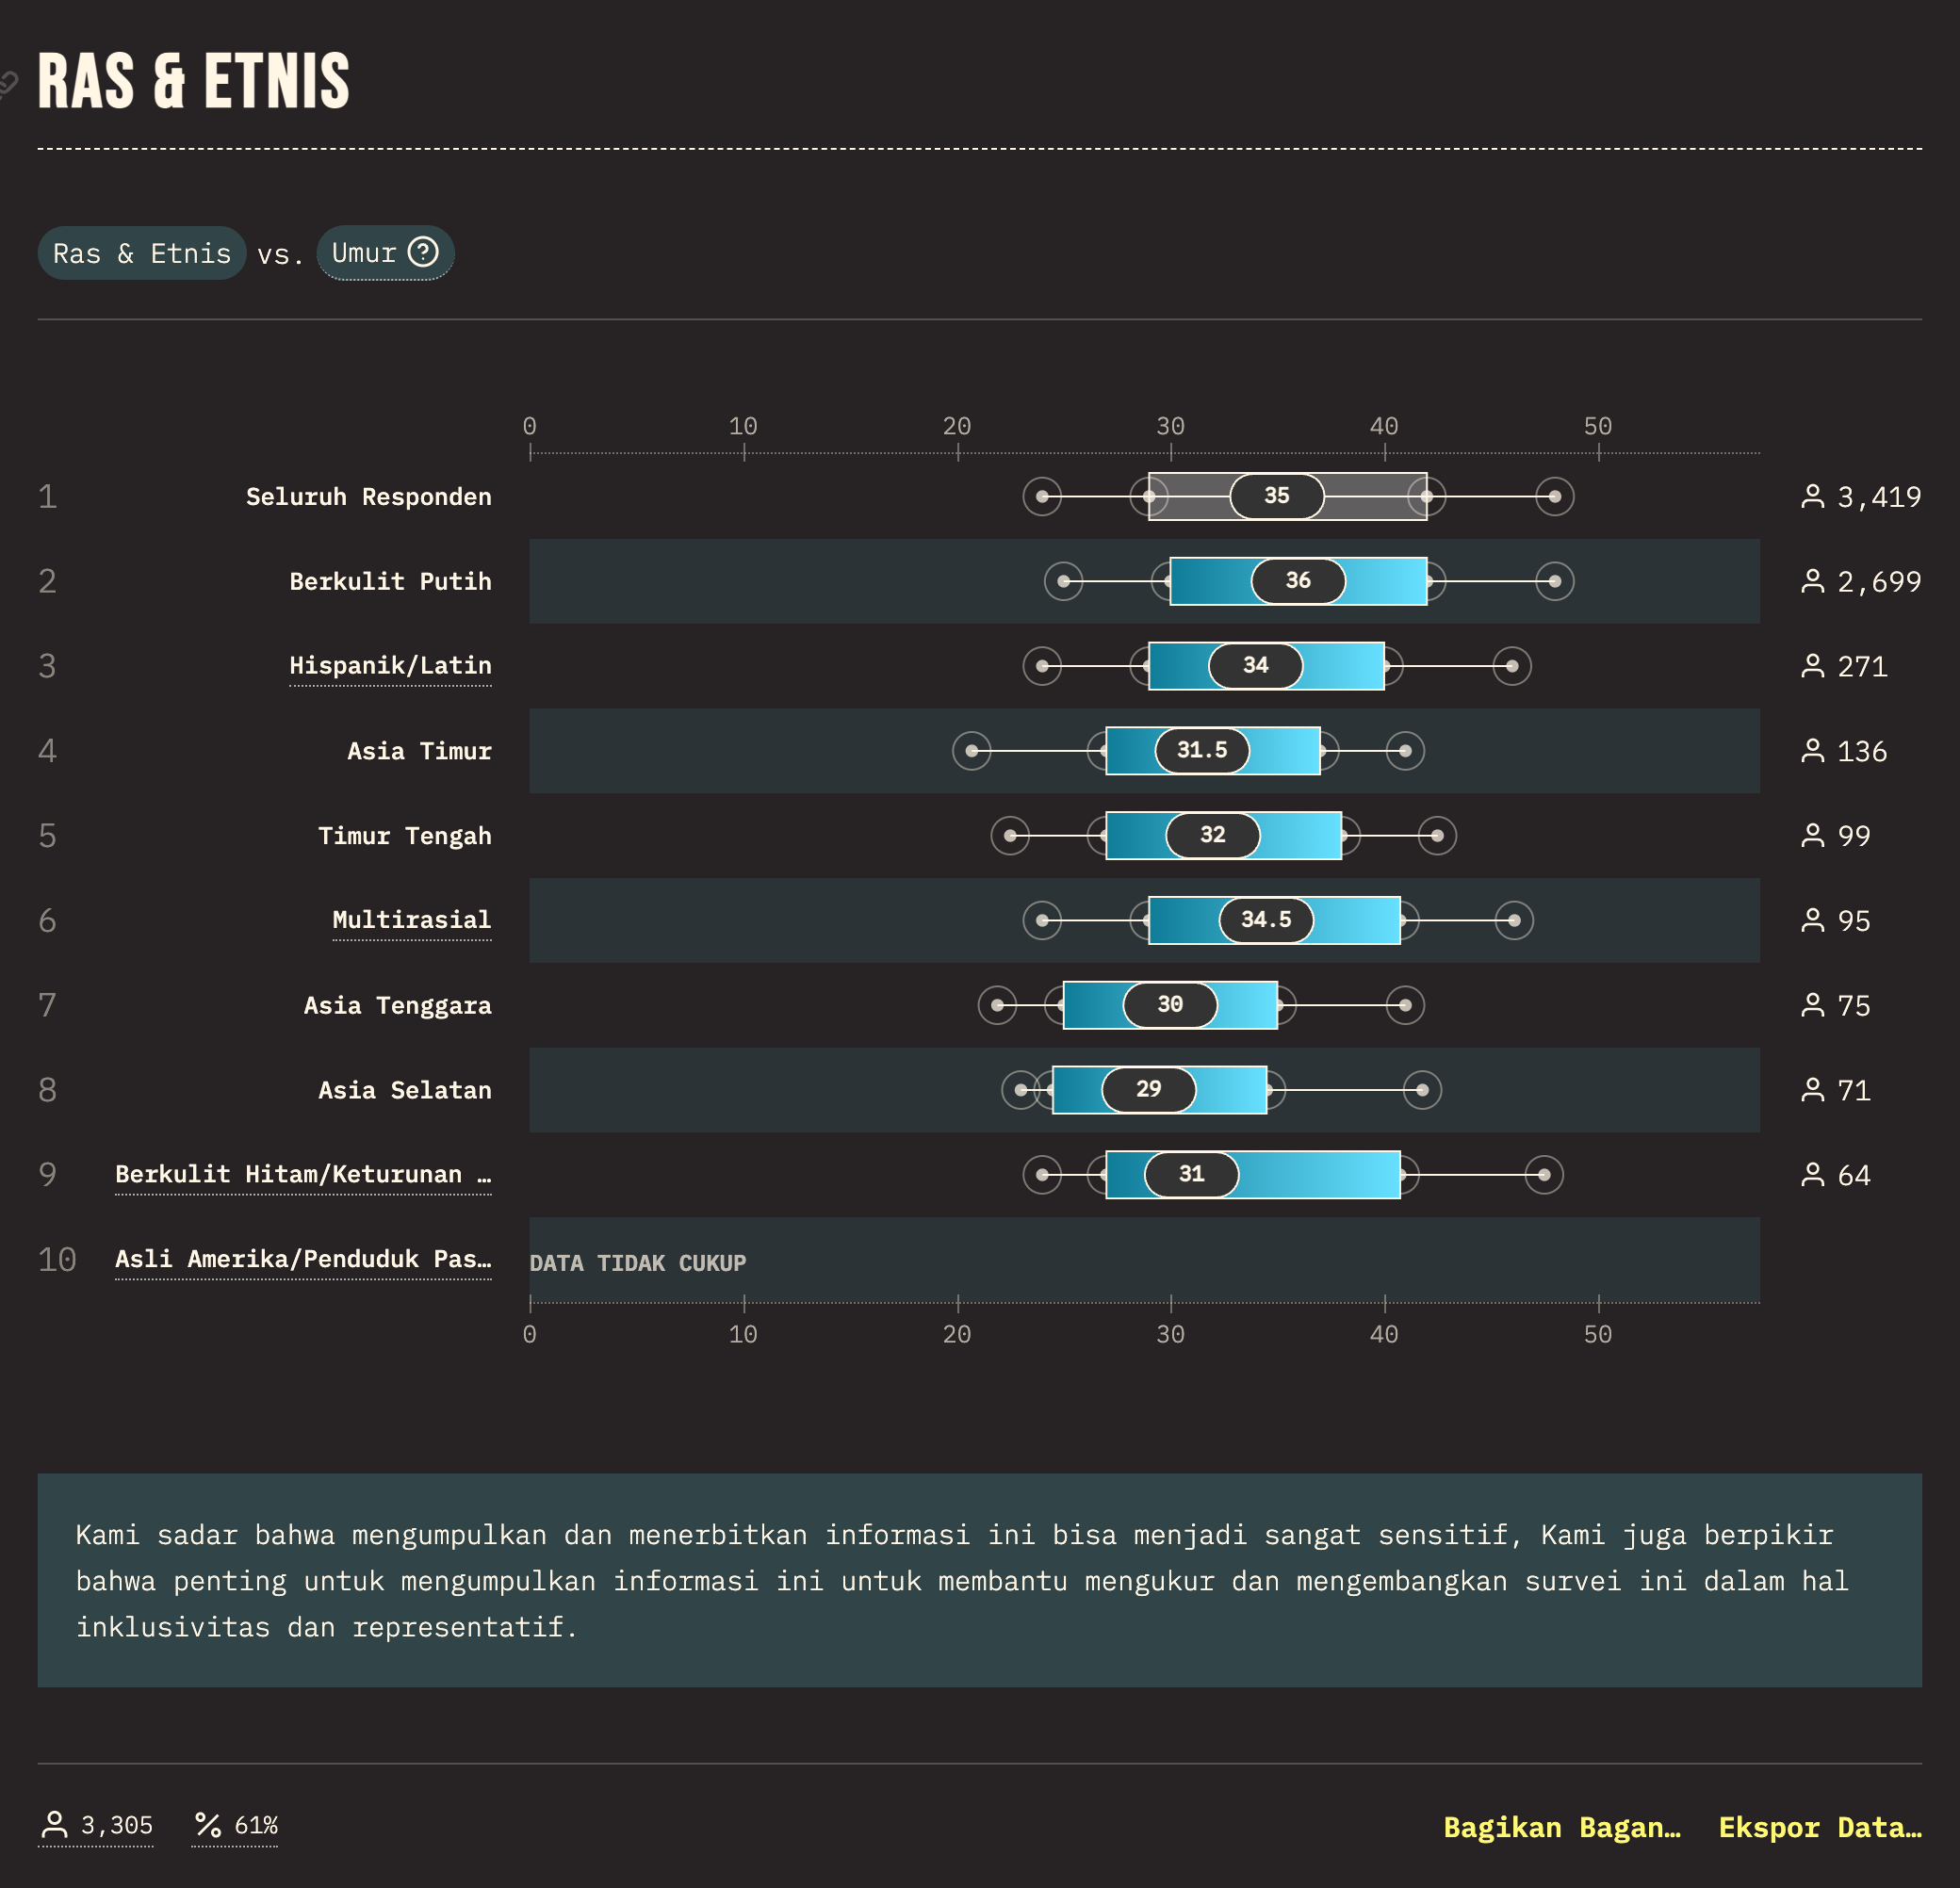 RAS & ETNIS
Ras & Etnis vs. Umur
0 10 20 30 40 50
1 Seluruh Responden 35 3,419
2 Berkulit Putih 36 2,699
3 Hispanik/Latin 34 271
4 Asia Timur 31.5 136
5 Timur Tengah 32 99
6 Multirasial 34.5 95
7 Asia Tenggara 30 75
8 Asia Selatan 29 71
9 Berkulit Hitam/Keturunan … 31 64
10 Asli Amerika/Penduduk Pas… DATA TIDAK CUKUP
0 10 20 30 40 50
Kami sadar bahwa mengumpulkan dan menerbitkan informasi ini bisa menjadi sangat sensitif, Kami juga berpikir
bahwa penting untuk mengumpulkan informasi ini untuk membantu mengukur dan mengembangkan survei ini dalam hal
inklusivitas dan representatif.
3,305 61% Bagikan Bagan… Ekspor Data…